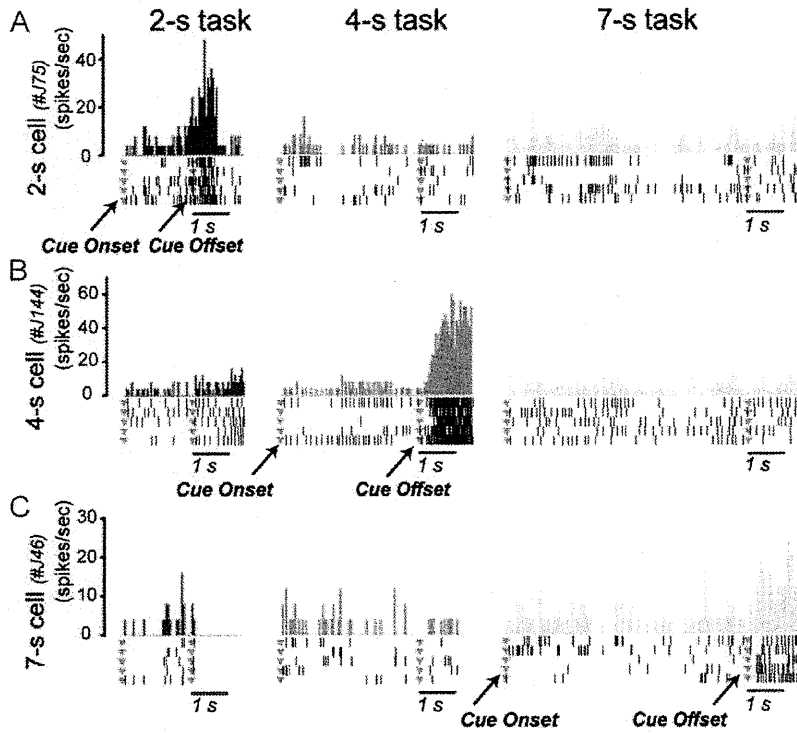 A
2-s task
4-s task
7-s task
2-s cell (#J75)
(spikes/sec)
40
20
0
1 s
1 s
1 s
Cue Onset
Cue Offset
B
4-s cell (#J144)
(spikes/sec)
60
40
20
0
1 s
1 s
1 s
Cue Onset
Cue Offset
C
7-s cell (#J46)
(spikes/sec)
30
20
10
0
1 s
1 s
1 s
Cue Onset
Cue Offset